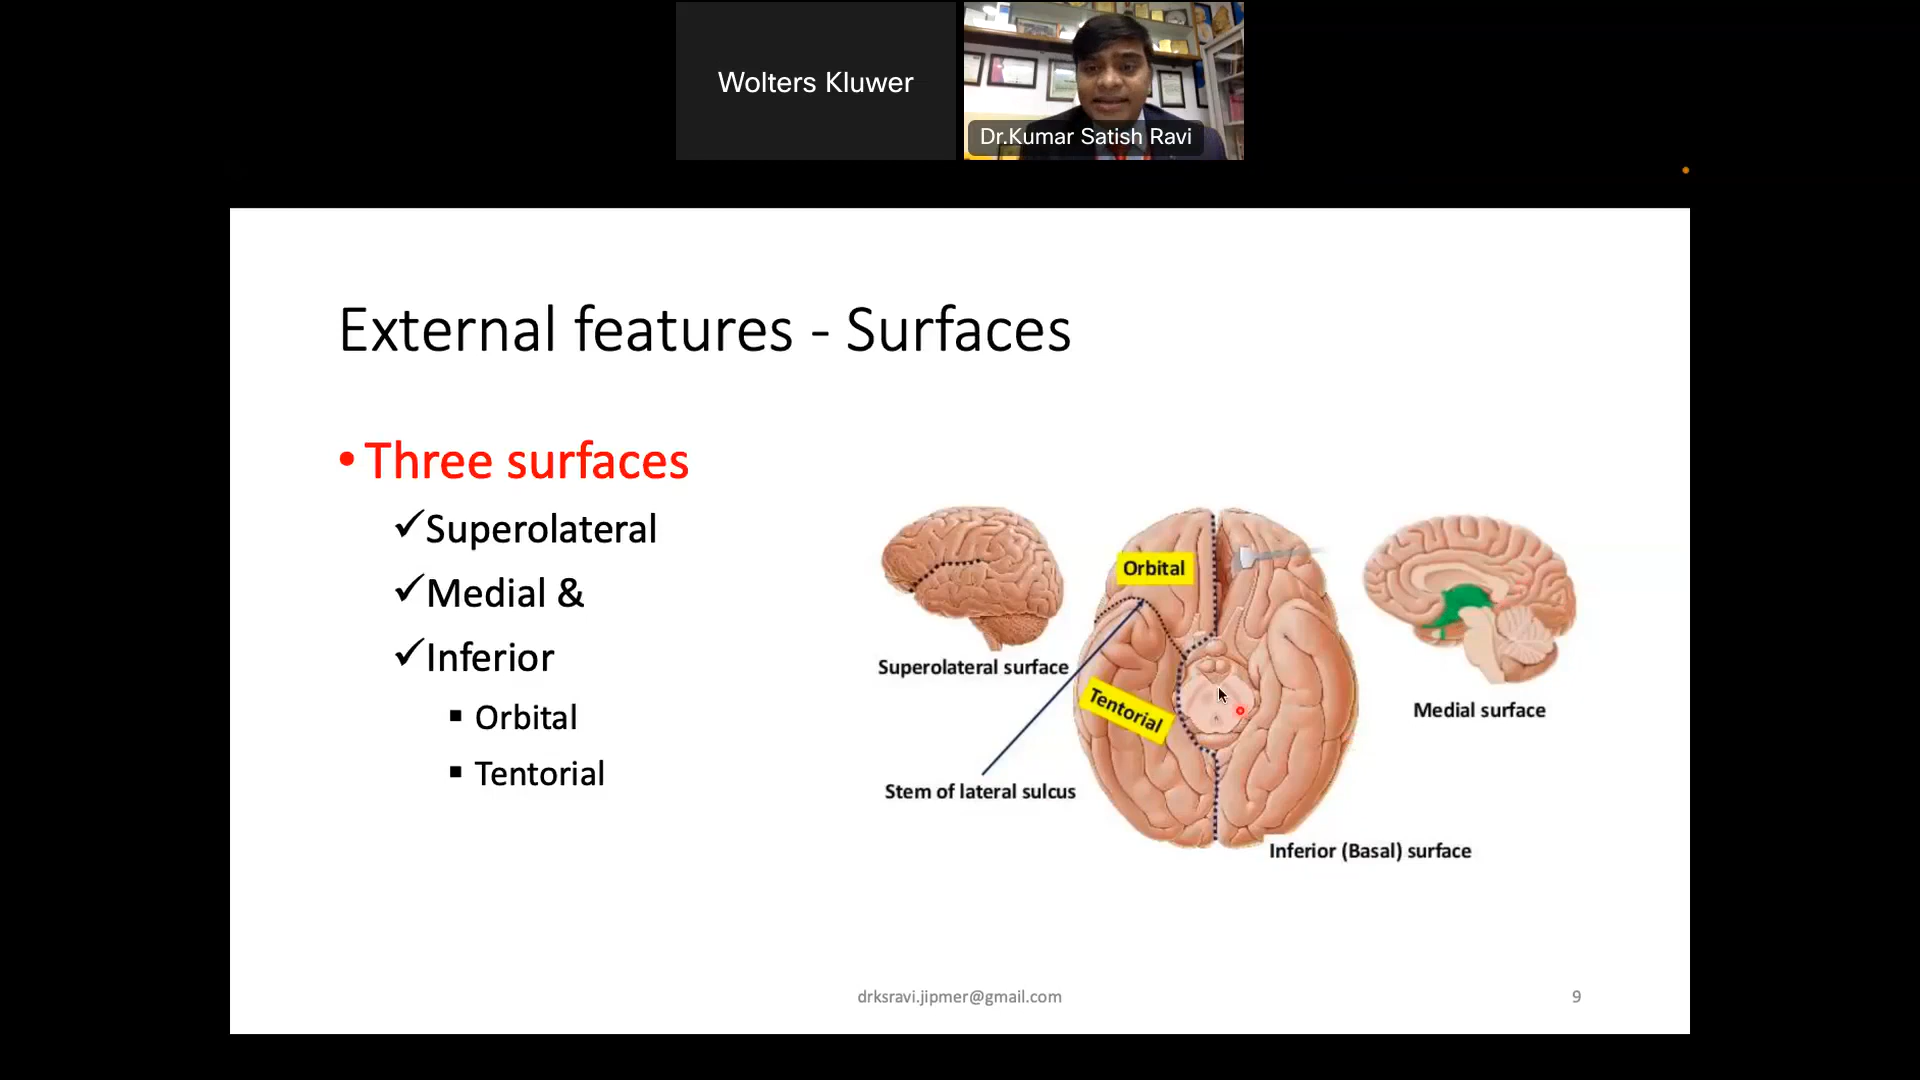 Wolters Kluwer
Dr.Kumar Satish Ravi
External features - Surfaces
• Three surfaces
✓Superolateral
✓Medial &
✓Inferior
▪ Orbital
▪ Tentorial
Orbital
Superolateral surface
Tentorial
Medial surface
Stem of lateral sulcus
Inferior (Basal) surface
drksravi.jipmer@gmail.com
9